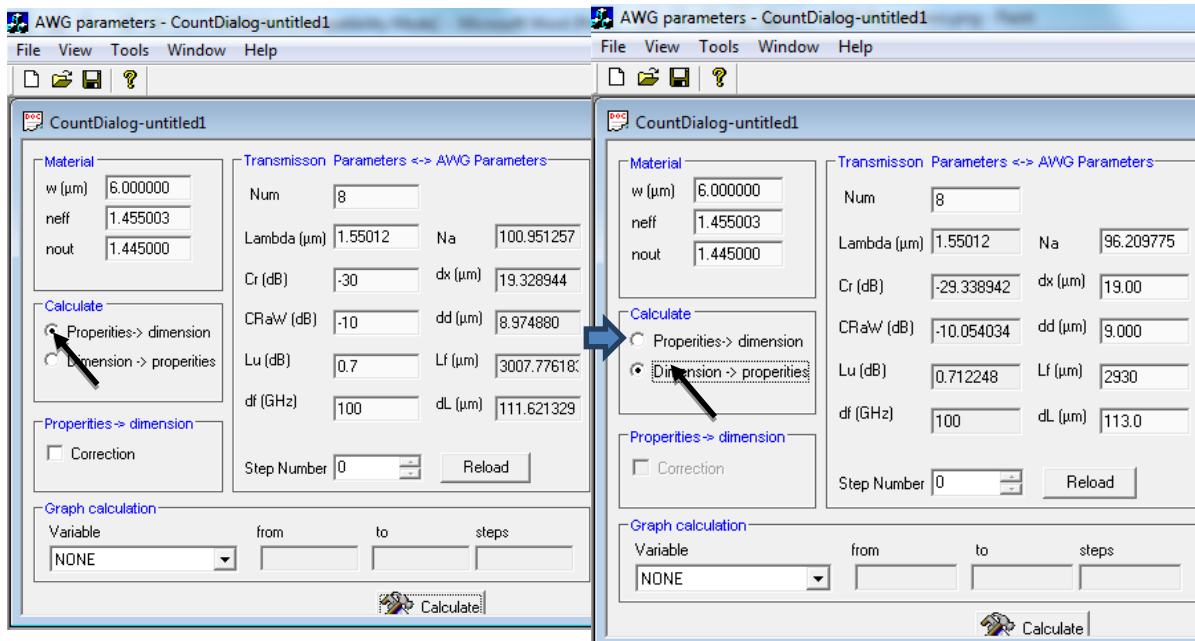 AWG parameters - CountDialog-untitled1
File View Tools Window Help
CountDialog-untitled1
Material
w (µm) 6.000000
neff 1.455003
nout 1.445000
Calculate
Properities-> dimension
Dimension -> properities
Properities-> dimension
Correction
Transmisson Parameters <-> AWG Parameters
Num 8
Lambda (µm) 1.55012 Na 100.951257
Cr (dB) -30 dx (µm) 19.328944
CRaW (dB) -10 dd (µm) 8.974880
Lu (dB) 0.7 Lf (µm) 3007.77618
df (GHz) 100 dL (µm) 111.621329
Step Number 0 Reload
Graph calculation
Variable from to steps
NONE
Calculate
AWG parameters - CountDialog-untitled1
File View Tools Window Help
DOC CountDialog-untitled1
Material
w (µm) 6.000000
neff 1.455003
nout 1.445000
Calculate
Properities-> dimension
Dimension -> properities
Properities-> dimension
Correction
Transmisson Parameters <-> AWG Parameters
Num 8
Lambda (µm) 1.55012 Na 96.209775
Cr (dB) -29.338942 dx (µm) 19.00
CRaW (dB) -10.054034 dd (µm) 9.000
Lu (dB) 0.712248 Lf (µm) 2930
df (GHz) 100 dL (µm) 113.0
Step Number 0 Reload
Graph calculation
Variable from to steps
NONE
Calculate